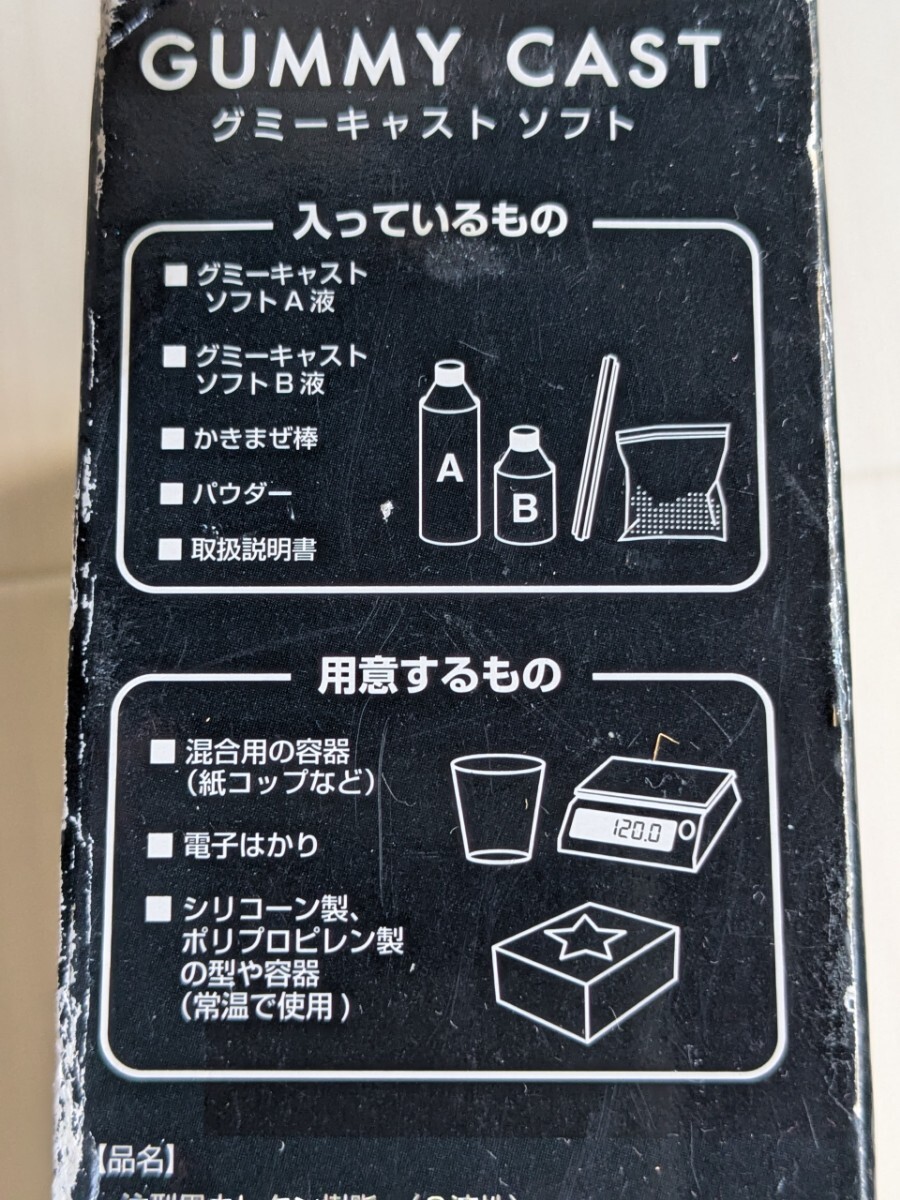 GUMMY CAST
グミーキャスト ソフト
入っているもの
■ グミーキャスト
ソフトA液
■ グミーキャスト
ソフトB液
■ かきまぜ棒
■ パウダー
■ 取扱説明書
A
B
用意するもの
■ 混合用の容器
(紙コップなど)
■ 電子はかり
120.0
■ シリコーン製、
ポリプロピレン製
の型や容器
(常温で使用)
【品名】